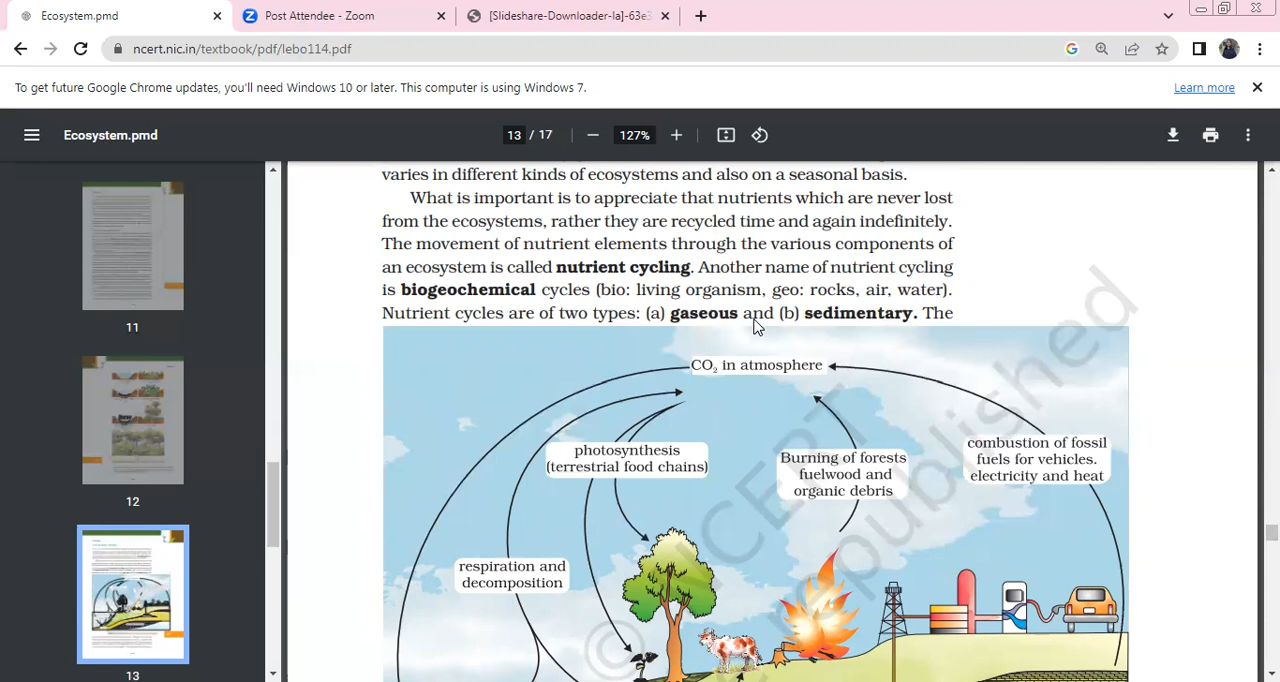 Ecosystem.pmd
Post Attendee - Zoom
[Slideshare-Downloader-la]-63e3
ncert.nic.in/textbook/pdf/lebo114.pdf
To get future Google Chrome updates, you'll need Windows 10 or later. This computer is using Windows 7.
Learn more
Ecosystem.pmd
13 / 17
127%
11
12
13
varies in different kinds of ecosystems and also on a seasonal basis.
What is important is to appreciate that nutrients which are never lost
from the ecosystems, rather they are recycled time and again indefinitely.
The movement of nutrient elements through the various components of
an ecosystem is called nutrient cycling. Another name of nutrient cycling
is biogeochemical cycles (bio: living organism, geo: rocks, air, water).
Nutrient cycles are of two types: (a) gaseous and (b) sedimentary. The
CO₂ in atmosphere
photosynthesis
(terrestrial food chains)
Burning of forests
fuelwood and
organic debris
combustion of fossil
fuels for vehicles.
electricity and heat
respiration and
decomposition
© NCERT
republished